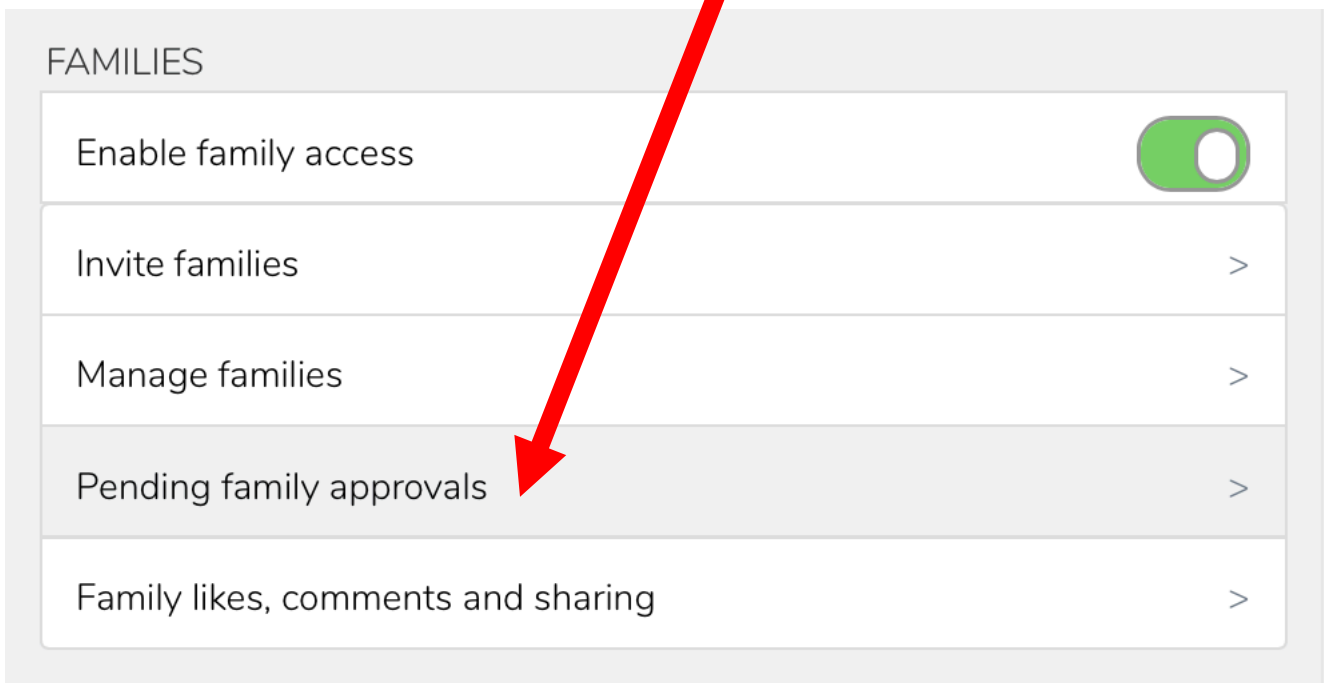 FAMILIES
Enable family access
Invite families >
Manage families >
Pending family approvals >
Family likes, comments and sharing >